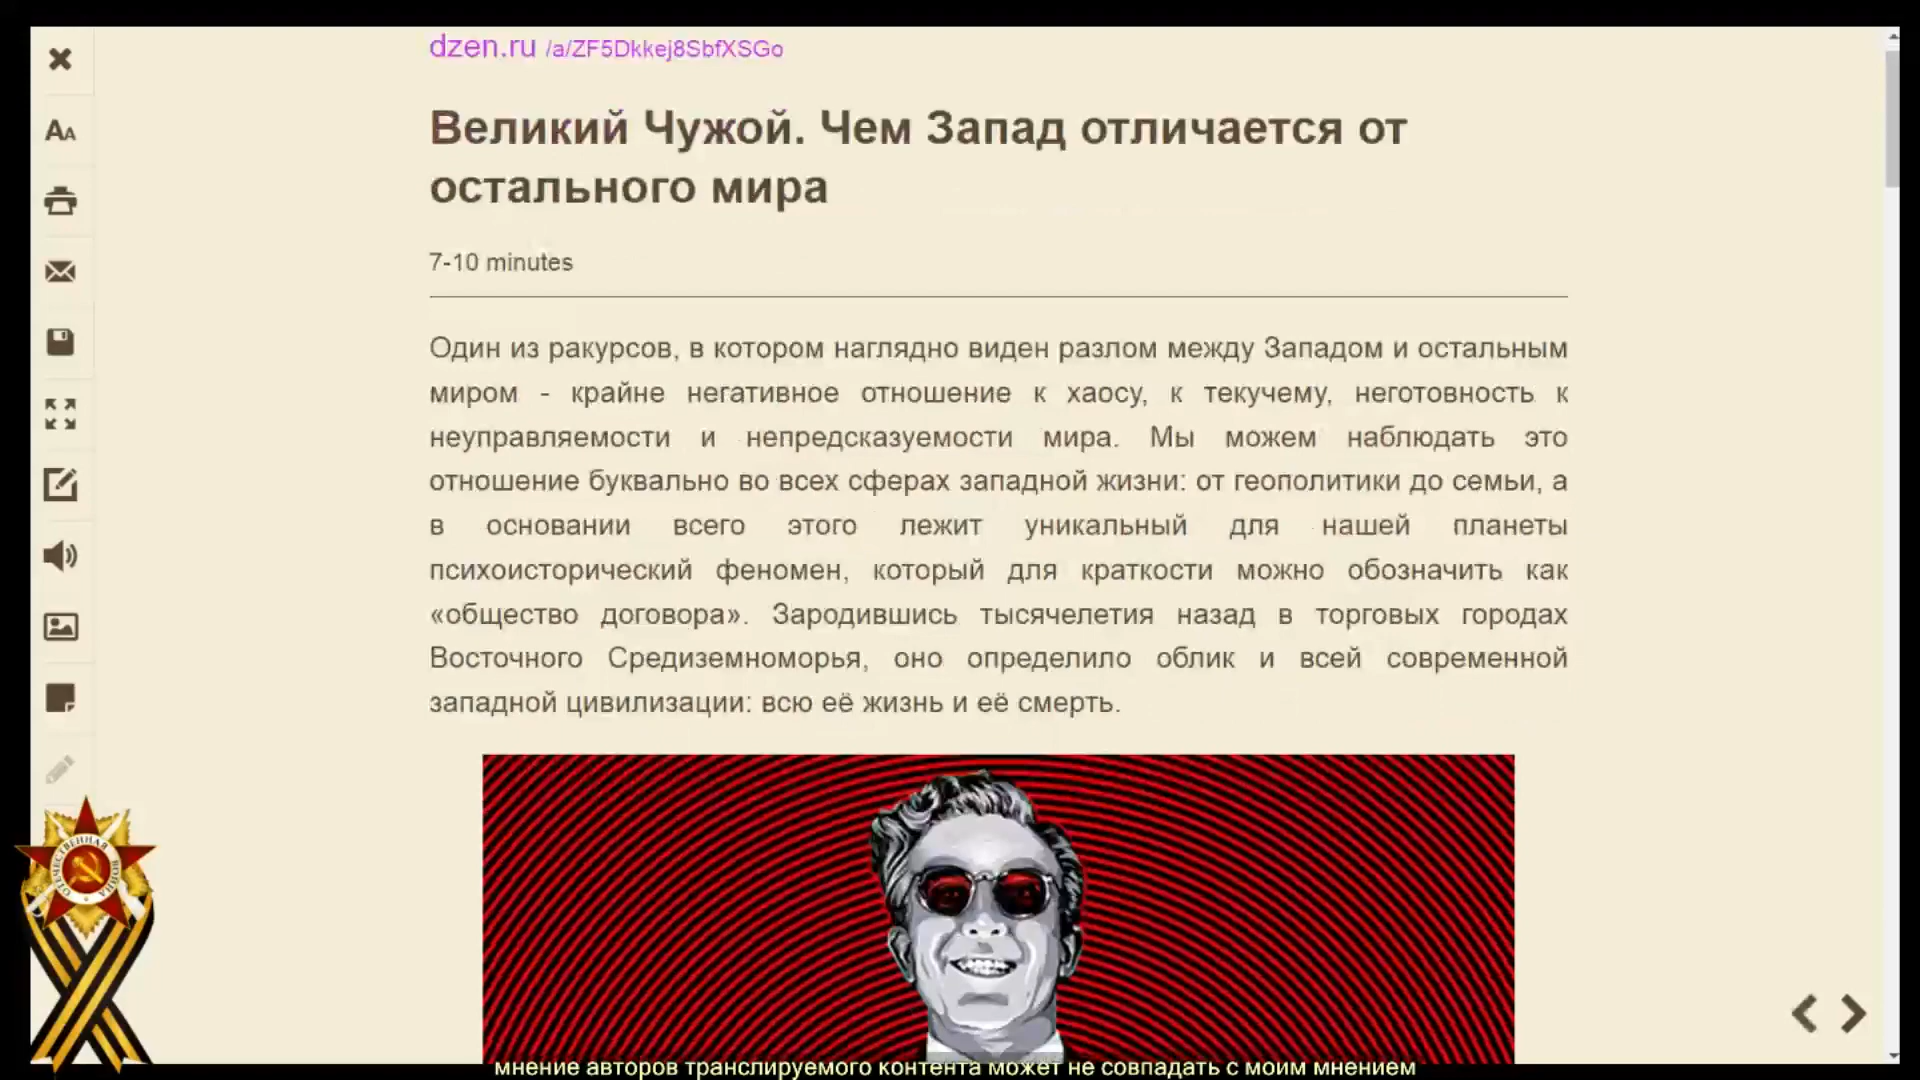 dzen.ru /a/ZF5Dkkej8SbfXSGo
Великий Чужой. Чем Запад отличается от
остального мира
7-10 minutes
Один из ракурсов, в котором наглядно виден разлом между Западом и остальным
миром - крайне негативное отношение к хаосу, к текучему, неготовность к
неуправляемости и непредсказуемости мира. Мы можем наблюдать это
отношение буквально во всех сферах западной жизни: от геополитики до семьи, а
в основании всего этого лежит уникальный для нашей планеты
психоисторический феномен, который для краткости можно обозначить как
«общество договора». Зародившись тысячелетия назад в торговых городах
Восточного Средиземноморья, оно определило облик и всей современной
западной цивилизации: всю её жизнь и её смерть.
ОТЕЧЕСТВЕННАЯ ВОЙНА
мнение авторов транслируемого контента может не совпадать с моим мнением